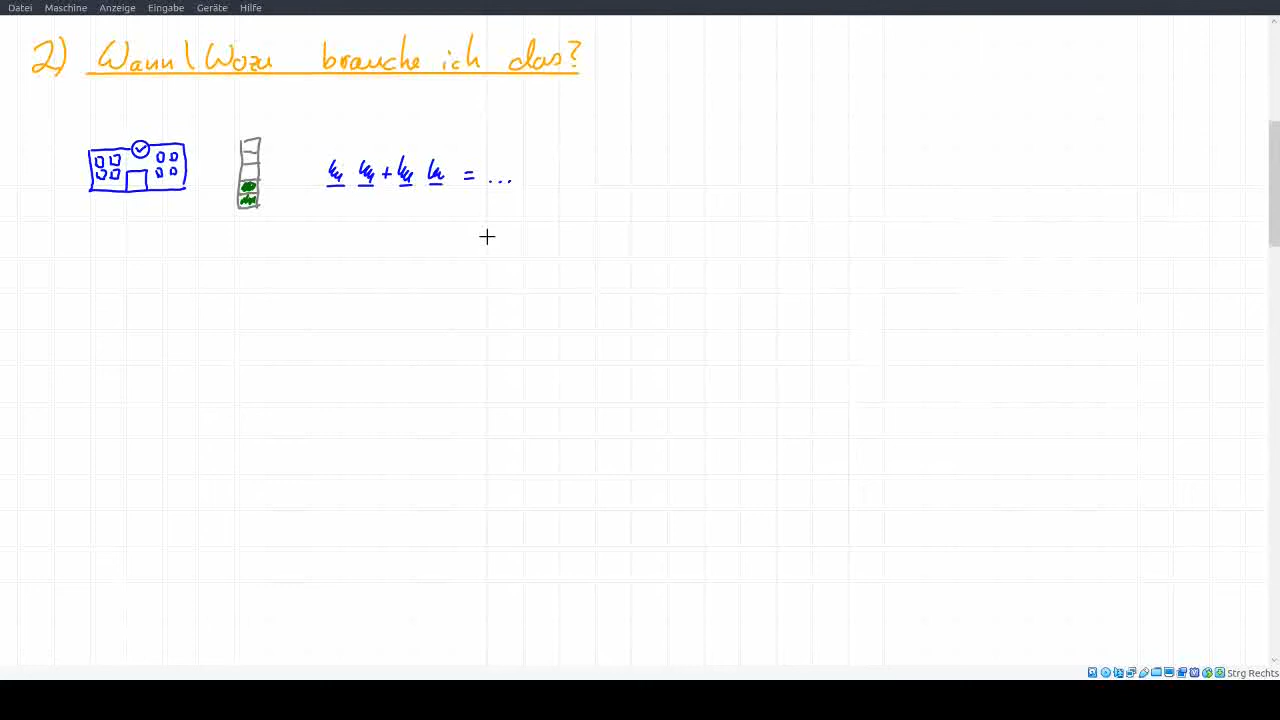 Datei Maschine Anzeige Eingabe Geräte Hilfe
2) Wann/Wozu brauche ich das?
+ = ...
Strg Rechts